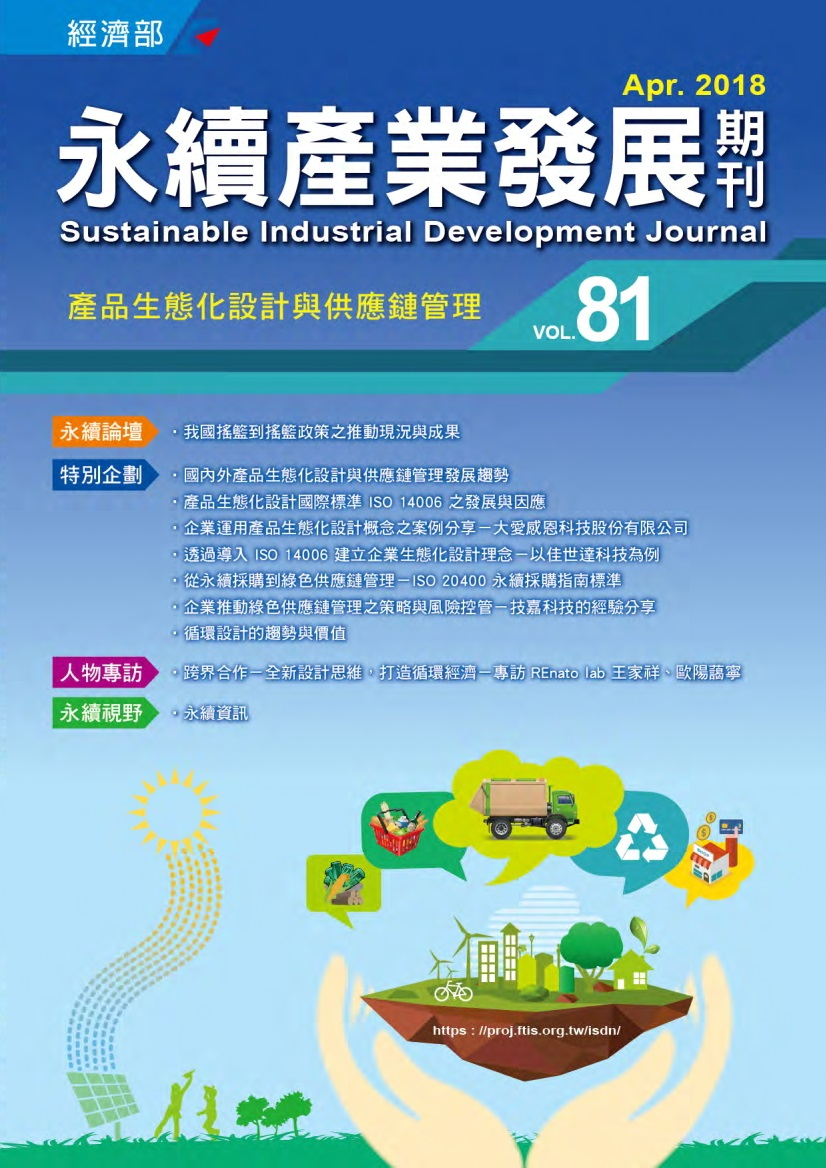 經濟部
Apr. 2018
永續產業發展期刊
Sustainable Industrial Development Journal
產品生態化設計與供應鏈管理
VOL.81
永續論壇 ・我國搖籃到搖籃政策之推動現況與成果
特別企劃 ・國內外產品生態化設計與供應鏈管理發展趨勢
・產品生態化設計國際標準 ISO 14006 之發展與因應
・企業運用產品生態化設計概念之案例分享－大愛感恩科技股份有限公司
・透過導入 ISO 14006 建立企業生態化設計理念－以佳世達科技為例
・從永續採購到綠色供應鏈管理－ISO 20400 永續採購指南標準
・企業推動綠色供應鏈管理之策略與風險控管－技嘉科技的經驗分享
・循環設計的趨勢與價值
人物專訪 ・跨界合作－全新設計思維，打造循環經濟－專訪 REnato lab 王家祥、歐陽藹寧
永續視野 ・永續資訊
https : //proj.ftis.org.tw/isdn/